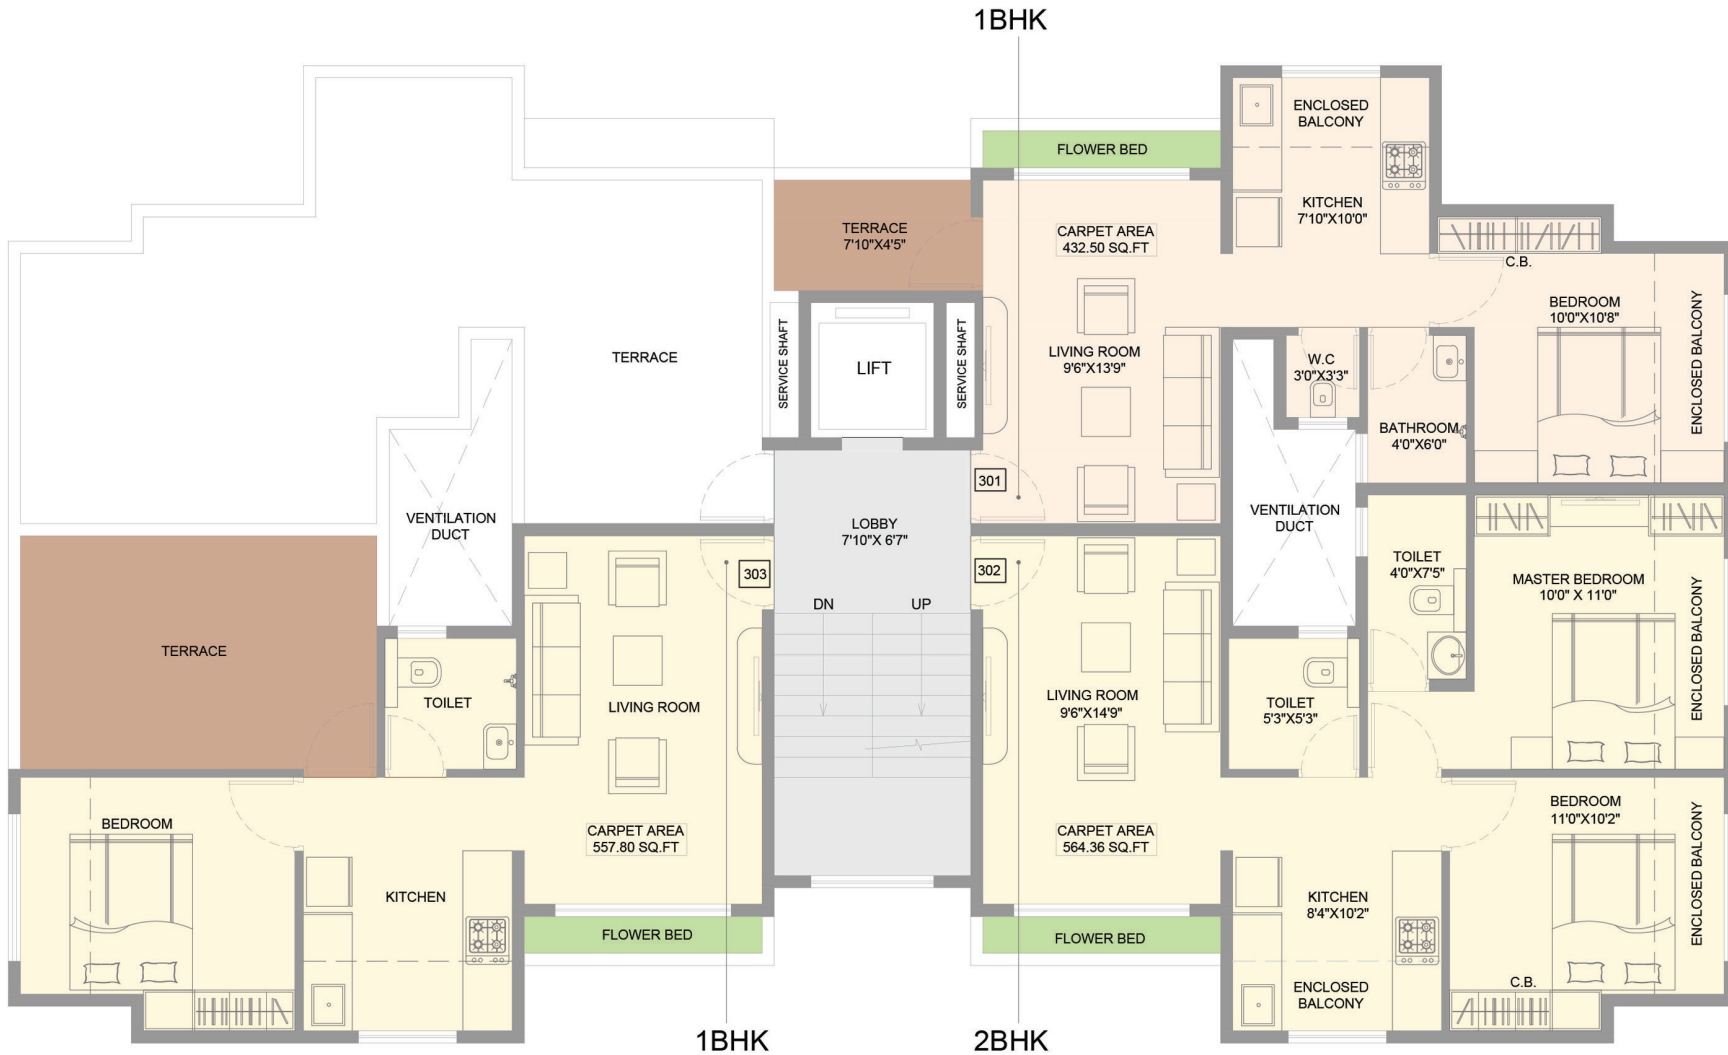 1BHK
ENCLOSED
BALCONY
FLOWER BED
KITCHEN
7'10"X10'0"
TERRACE
7'10"X4'5"
CARPET AREA
432.50 SQ.FT
C.B.
BEDROOM
10'0"X10'8"
ENCLOSED BALCONY
TERRACE
SERVICE SHAFT
LIFT
SERVICE SHAFT
LIVING ROOM
9'6"X13'9"
W.C
3'0"X3'3"
BATHROOM
4'0"X6'0"
301
VENTILATION
DUCT
LOBBY
7'10"X 6'7"
VENTILATION
DUCT
303
302
TOILET
4'0"X7'5"
MASTER BEDROOM
10'0" X 11'0"
ENCLOSED BALCONY
DN
UP
TERRACE
TOILET
LIVING ROOM
LIVING ROOM
9'6"X14'9"
TOILET
5'3"X5'3"
BEDROOM
CARPET AREA
557.80 SQ.FT
CARPET AREA
564.36 SQ.FT
BEDROOM
11'0"X10'2"
ENCLOSED BALCONY
KITCHEN
KITCHEN
8'4"X10'2"
FLOWER BED
FLOWER BED
ENCLOSED
BALCONY
C.B.
1BHK
2BHK